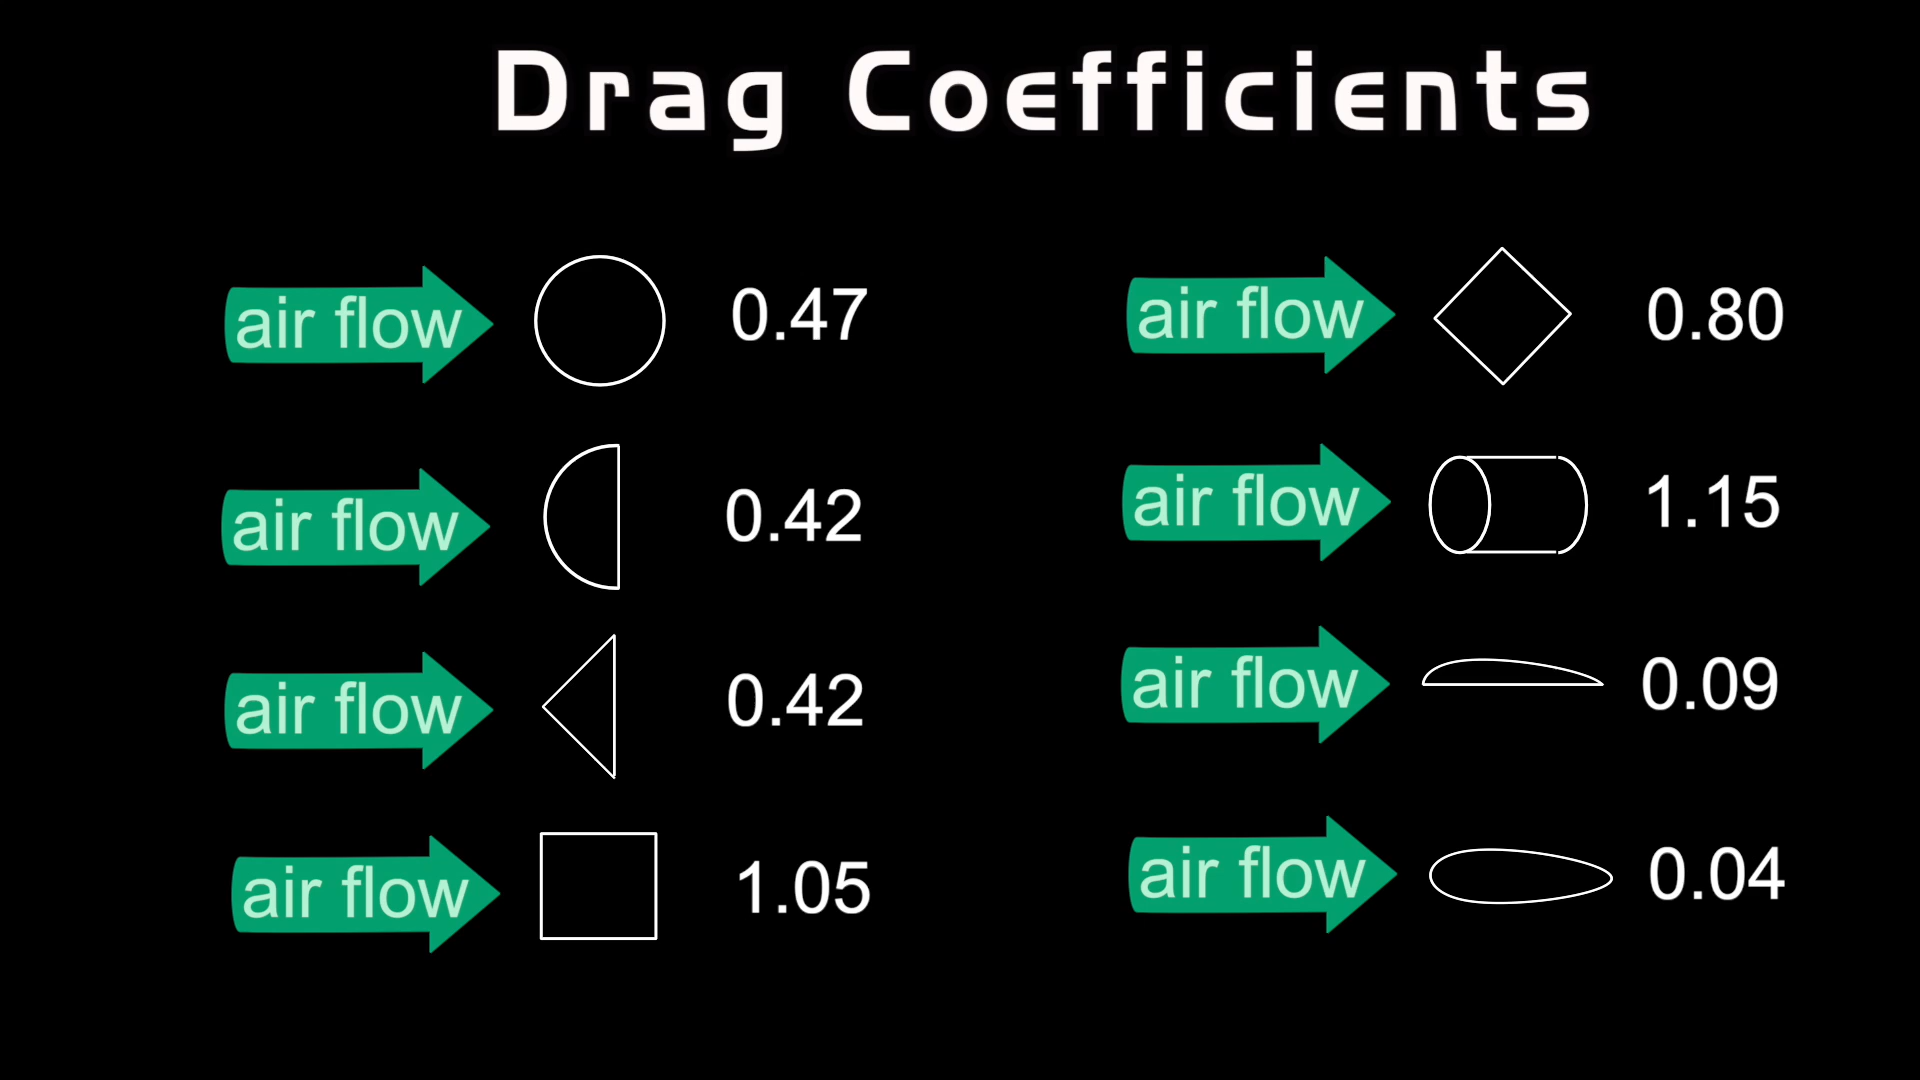 Drag Coefficients
air flow 0.47
air flow 0.42
air flow 0.42
air flow 1.05
air flow 0.80
air flow 1.15
air flow 0.09
air flow 0.04